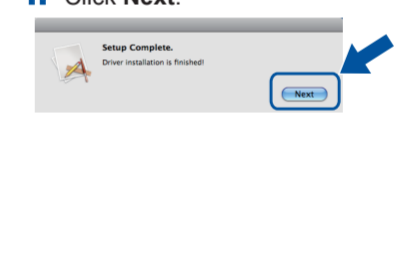 Click Next.
Setup Complete.
Driver installation is finished!
Next